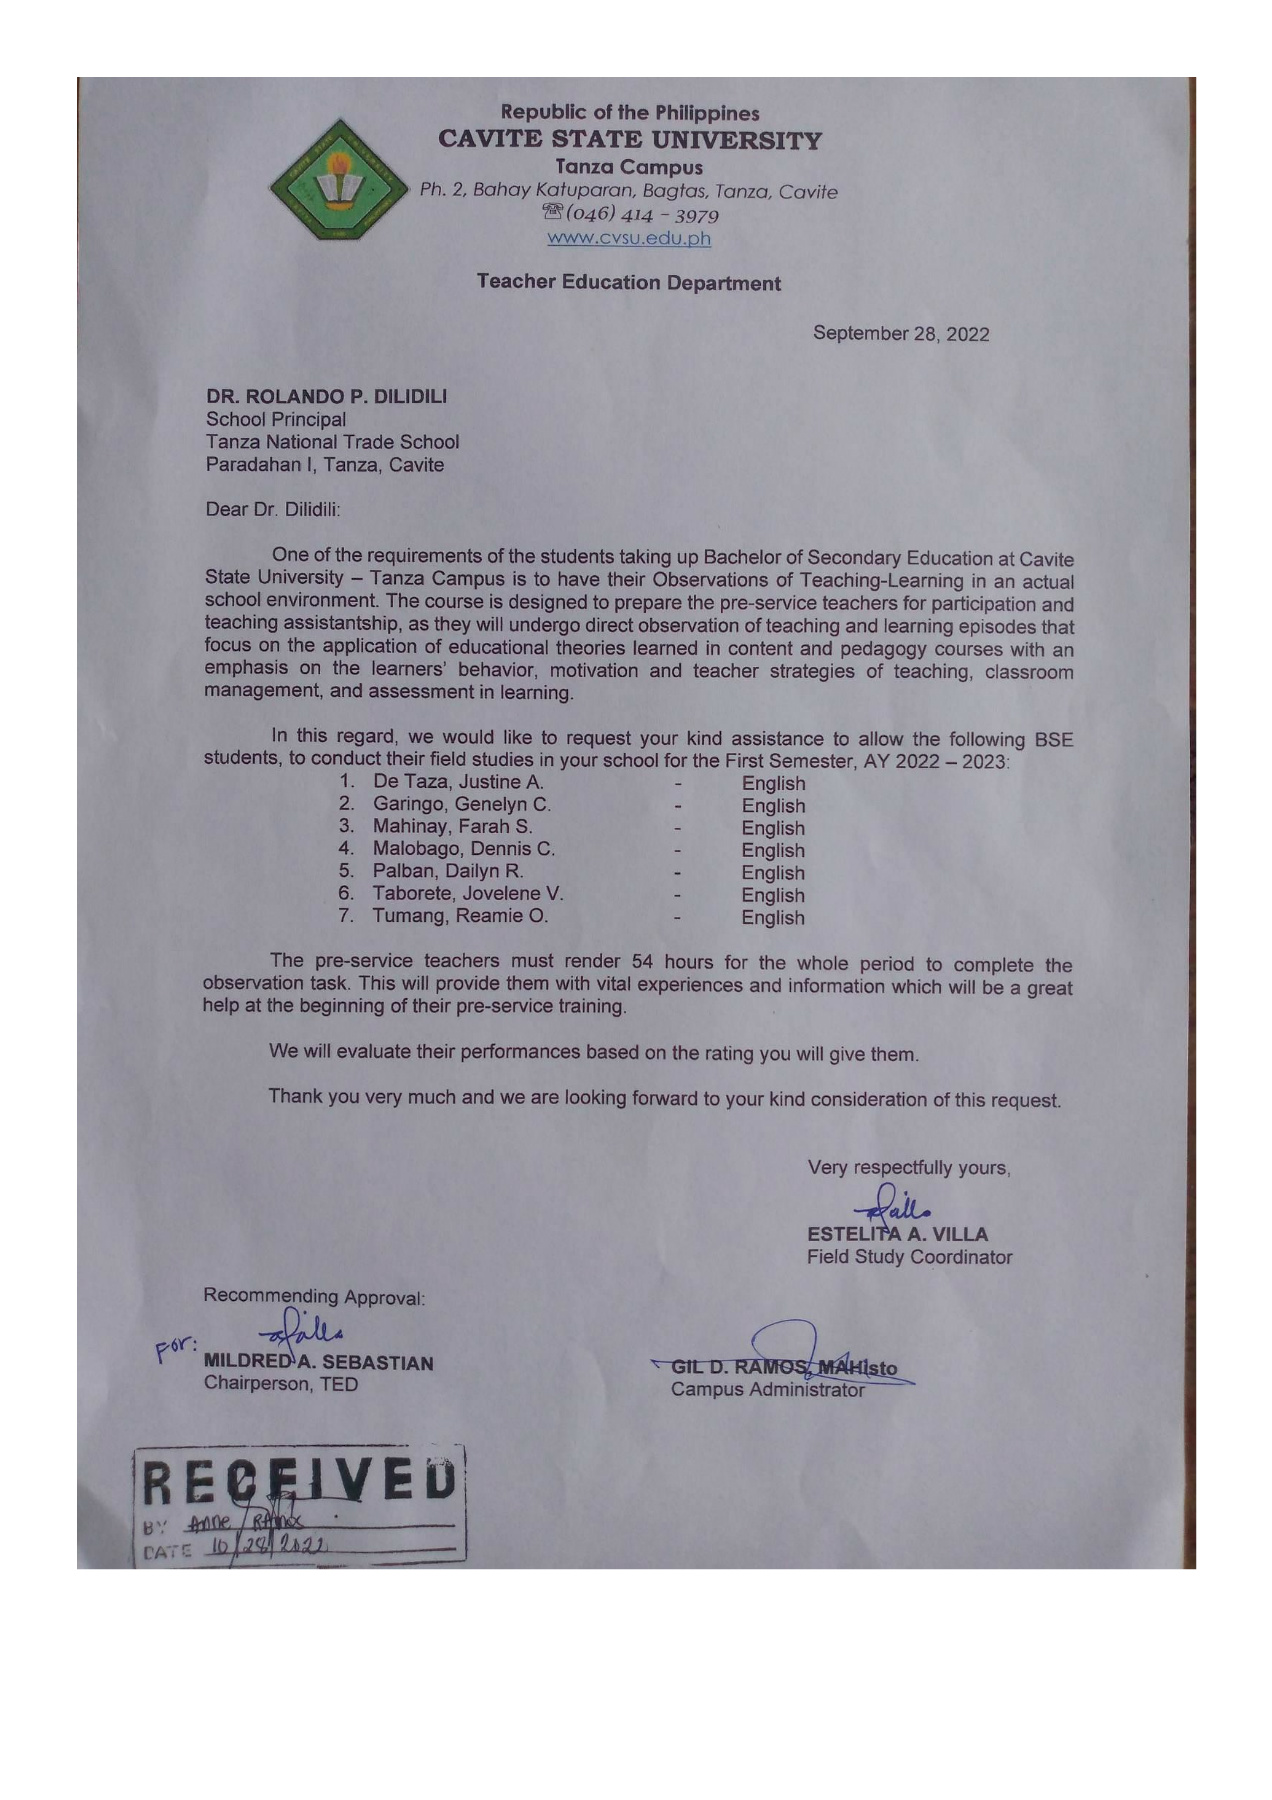 Republic of the Philippines
CAVITE STATE UNIVERSITY
Tanza Campus
Ph. 2, Bahay Katuparan, Bagtas, Tanza, Cavite
☏(046) 414 - 3979
www.cvsu.edu.ph
Teacher Education Department
September 28, 2022
DR. ROLANDO P. DILIDILI
School Principal
Tanza National Trade School
Paradahan I, Tanza, Cavite
Dear Dr. Dilidili:
One of the requirements of the students taking up Bachelor of Secondary Education at Cavite
State University – Tanza Campus is to have their Observations of Teaching-Learning in an actual
school environment. The course is designed to prepare the pre-service teachers for participation and
teaching assistantship, as they will undergo direct observation of teaching and learning episodes that
focus on the application of educational theories learned in content and pedagogy courses with an
emphasis on the learners' behavior, motivation and teacher strategies of teaching, classroom
management, and assessment in learning.
In this regard, we would like to request your kind assistance to allow the following BSE
students, to conduct their field studies in your school for the First Semester, AY 2022 – 2023:
1. De Taza, Justine A. - English
2. Garingo, Genelyn C. - English
3. Mahinay, Farah S. - English
4. Malobago, Dennis C. - English
5. Palban, Dailyn R. - English
6. Taborete, Jovelene V. - English
7. Tumang, Reamie O. - English
The pre-service teachers must render 54 hours for the whole period to complete the
observation task. This will provide them with vital experiences and information which will be a great
help at the beginning of their pre-service training.
We will evaluate their performances based on the rating you will give them.
Thank you very much and we are looking forward to your kind consideration of this request.
Very respectfully yours,
ESTELITA A. VILLA
Field Study Coordinator
Recommending Approval:
For:
MILDRED A. SEBASTIAN
Chairperson, TED
GIL D. RAMOS, MAHIsto
Campus Administrator
RECEIVED
BY Anne Ramos
DATE 10/28/2022